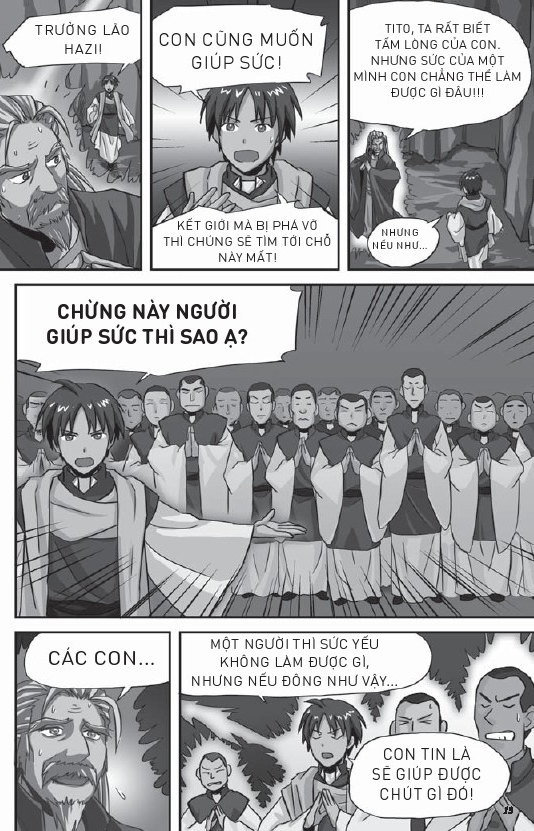 TRƯỞNG LÃO
HAZI!
CON CŨNG MUỐN
GIÚP SỨC!
KẾT GIỚI MÀ BỊ PHÁ VỠ
THÌ CHÚNG SẼ TÌM TỚI CHỖ
NÀY MẤT!
TITO, TA RẤT BIẾT
TẤM LÒNG CỦA CON.
NHƯNG SỨC CỦA MỘT
MÌNH CON CHẲNG THỂ LÀM
ĐƯỢC GÌ ĐÂU!!!
NHƯNG
NẾU NHƯ...
CHỪNG NÀY NGƯỜI
GIÚP SỨC THÌ SAO Ạ?
CÁC CON...
MỘT NGƯỜI THÌ SỨC YẾU
KHÔNG LÀM ĐƯỢC GÌ,
NHƯNG NẾU ĐÔNG NHƯ VẬY...
CON TIN LÀ
SẼ GIÚP ĐƯỢC
CHÚT GÌ ĐÓ!
19